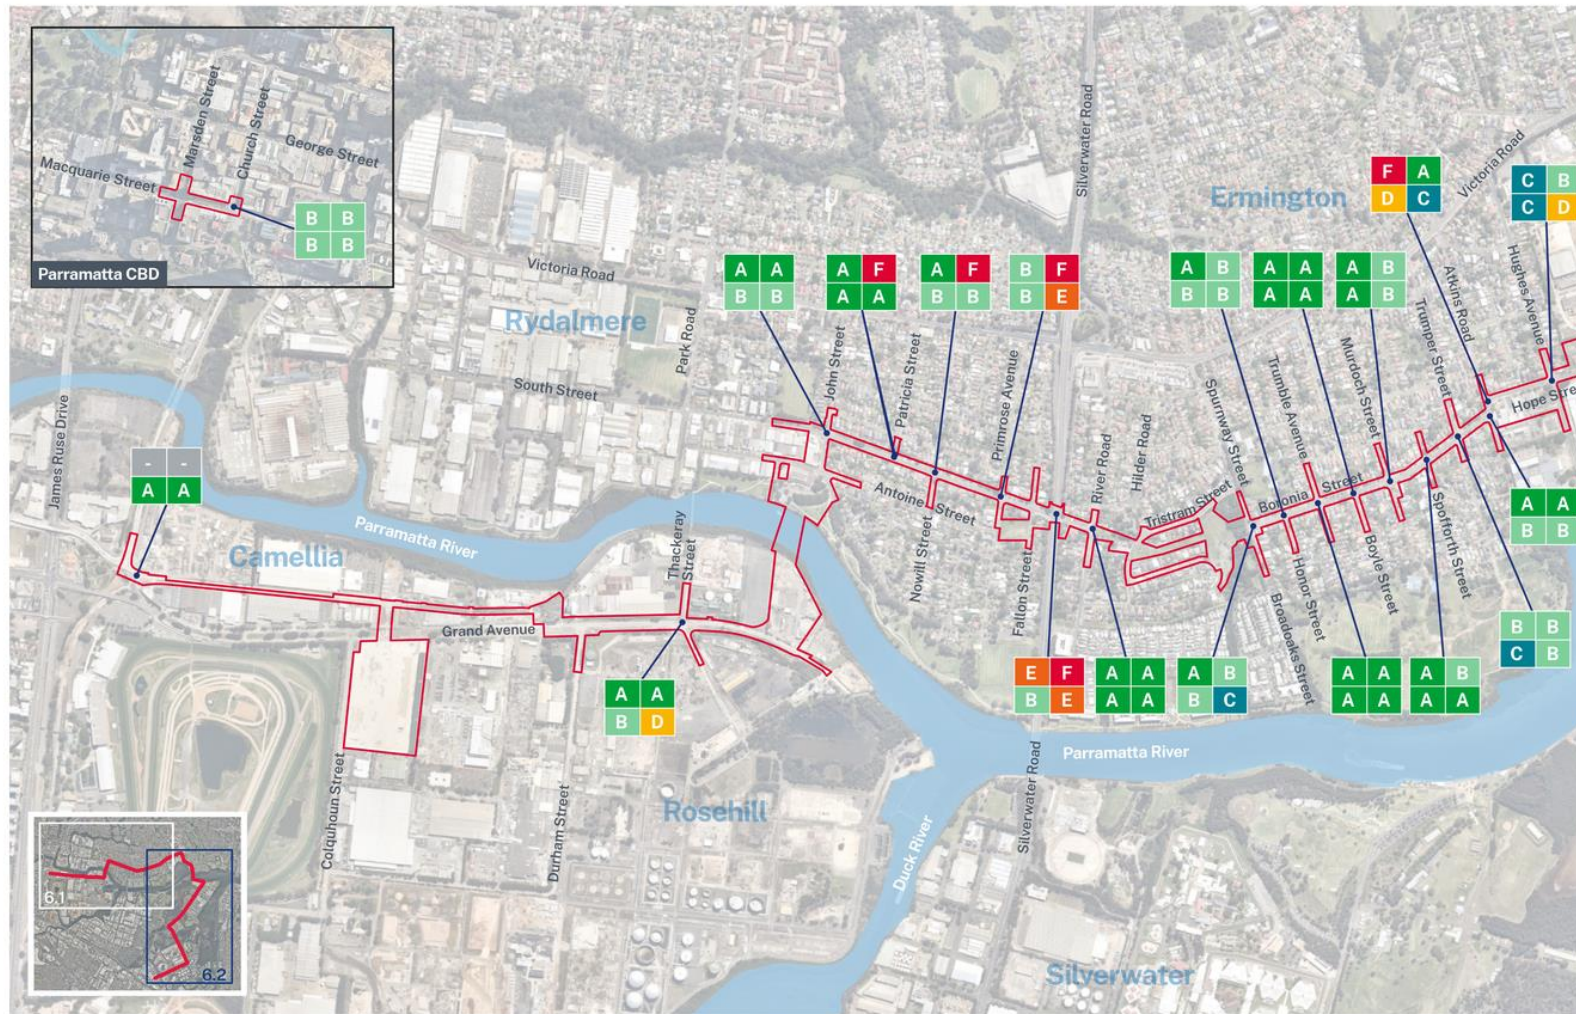 Marsden Street
Church Street
George Street
Macquarie Street
B B
B B
Parramatta CBD
Silverwater Road
Victoria Road
Ermington
F A
D C
C B
C D
Hughes Avenue
Atkins Road
Trumper Street
Murdoch Street
Trumble Avenue
Spurnway Street
Hope Stre
Victoria Road
Rydalmere
Park Road
South Street
A A
B B
A F
A A
A F
B B
B F
B E
A B
B B
A A
A A
A B
A B
John Street
Patricia Street
Primrose Avenue
River Road
Hilder Road
Tristram Street
Boronia Street
Antoine Street
Nowill Street
Fallon Street
James Ruse Drive
- -
A A
Camellia
Parramatta River
Thackeray
Street
Grand Avenue
A A
B D
Spofforth Street
Boyle Street
Honor Street
Broadoaks Street
A A
B B
B B
C B
E F
B E
A A
A A
A B
B C
A A
A A
A B
A A
Parramatta River
Silverwater Road
Colquhoun Street
Durham Street
Rosehill
Duck River
Silverwater
6.1
6.2